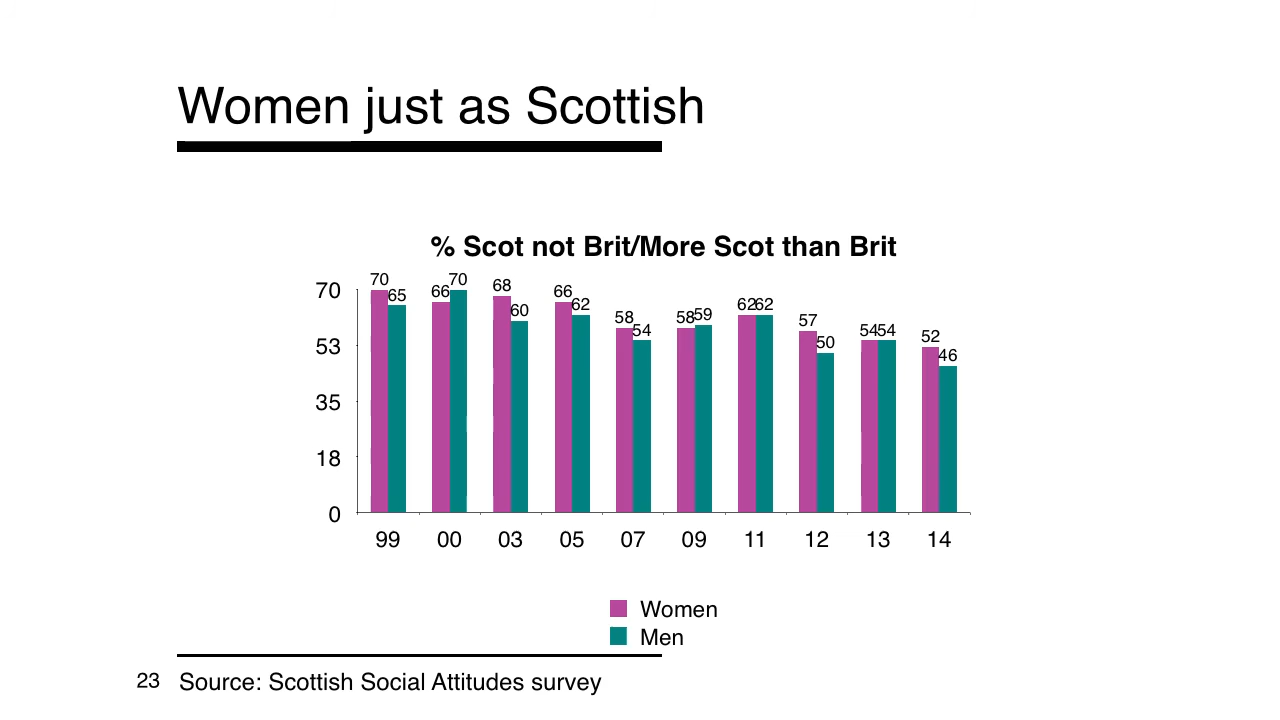 Women just as Scottish
% Scot not Brit/More Scot than Brit
70 65 66 70 68 60 66 62 58 54 58 59 62 62 57 50 54 54 52 46
70
53
35
18
0
99 00 03 05 07 09 11 12 13 14
Women
Men
23 Source: Scottish Social Attitudes survey